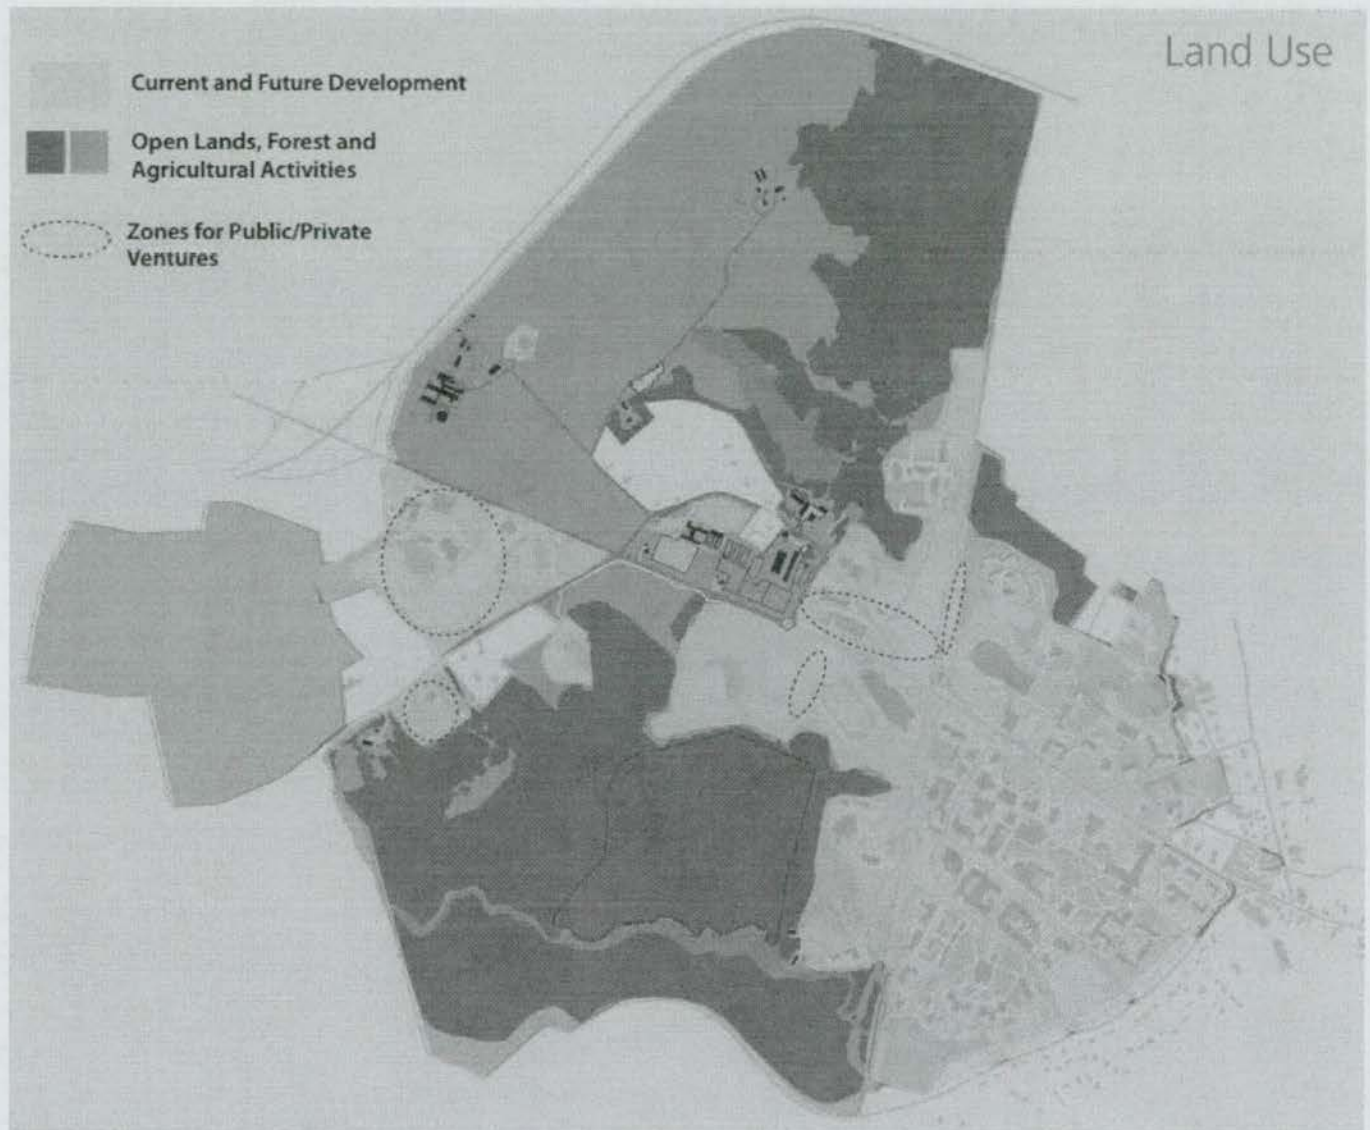 Land Use
Current and Future Development
Open Lands, Forest and
Agricultural Activities
Zones for Public/Private
Ventures